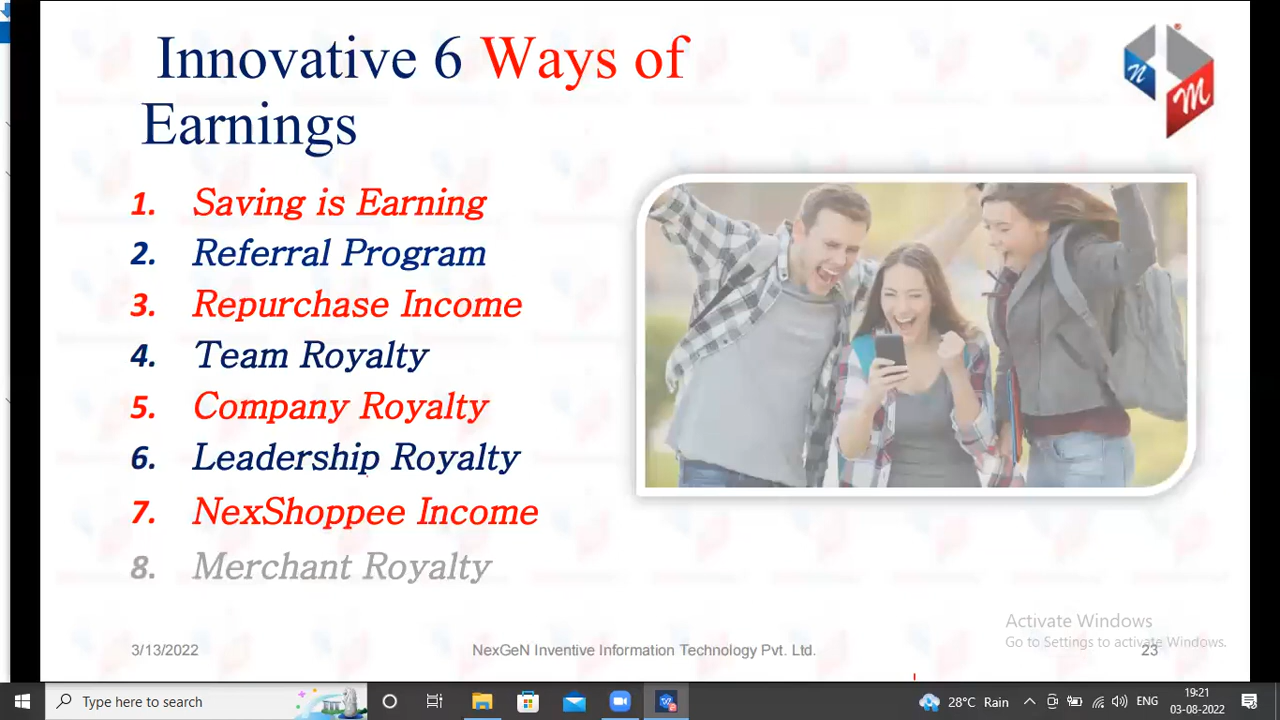 Innovative 6 Ways of
Earnings
1. Saving is Earning
2. Referral Program
3. Repurchase Income
4. Team Royalty
5. Company Royalty
6. Leadership Royalty
7. NexShoppee Income
8. Merchant Royalty
Activate Windows
Go to Settings to activate Windows.
3/13/2022
NexGeN Inventive Information Technology Pvt. Ltd.
23
Type here to search
28°C Rain
ENG
19:21
03-08-2022
n
m